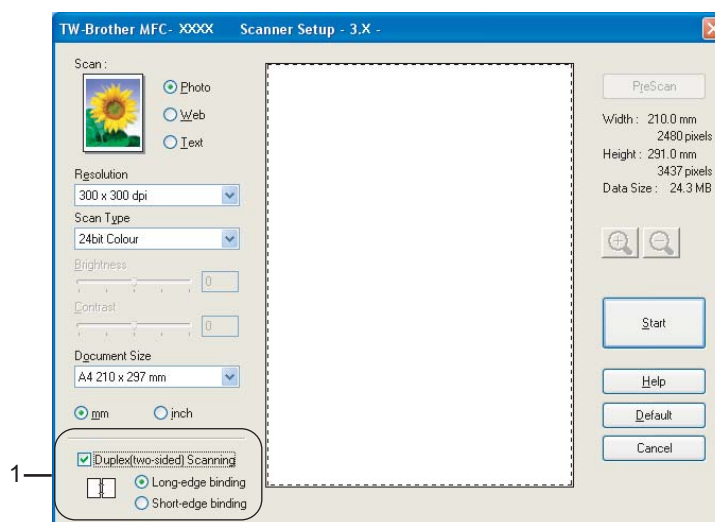 TW-Brother MFC- XXXX Scanner Setup - 3.X -
Scan :
Photo
Web
Text
Resolution
300 x 300 dpi
Scan Type
24bit Colour
Brightness
0
Contrast
0
Document Size
A4 210 x 297 mm
mm inch
1
Duplex(two-sided) Scanning
Long-edge binding
Short-edge binding
PreScan
Width : 210.0 mm
2480 pixels
Height : 291.0 mm
3437 pixels
Data Size : 24.3 MB
Start
Help
Default
Cancel